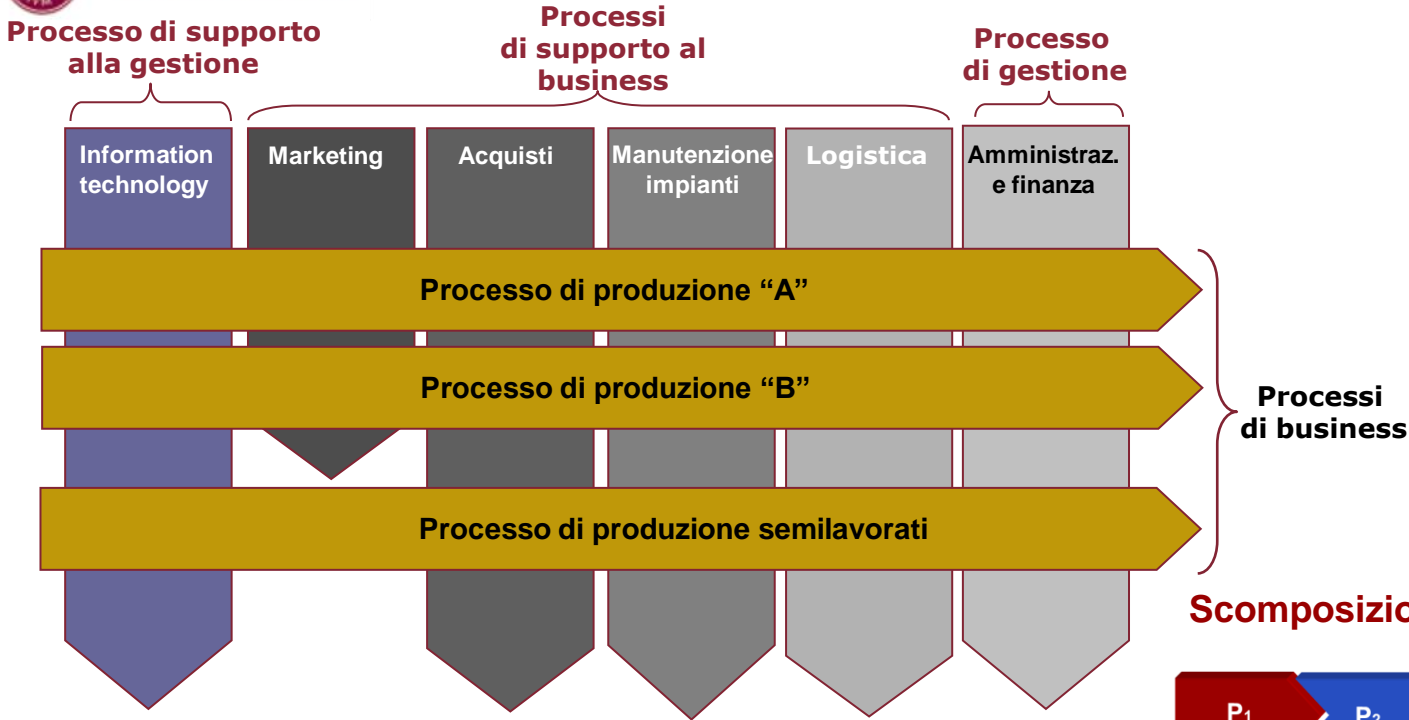 Processo di supporto
alla gestione
Processi
di supporto al
business
Processo
di gestione
Information
technology
Marketing
Acquisti
Manutenzione
impianti
Logistica
Amministraz.
e finanza
Processo di produzione “A”
Processo di produzione “B”
Processo di produzione semilavorati
Processi
di business
Scomposizio
P1
P2